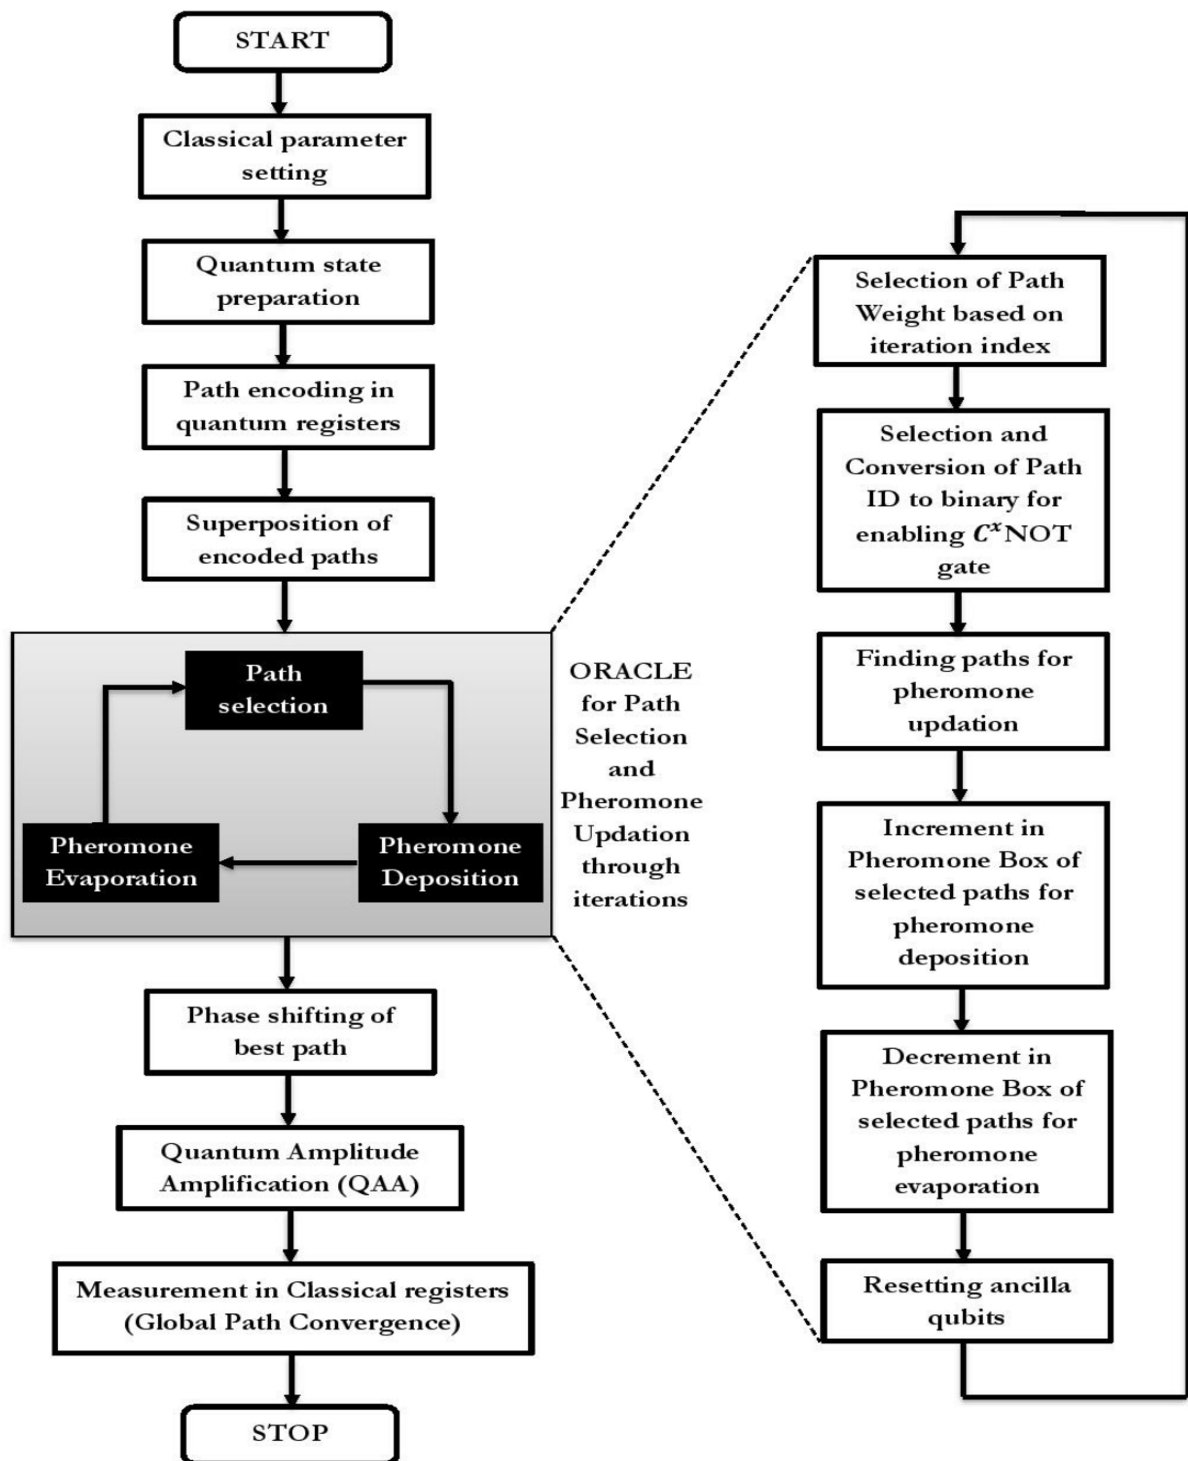 START
Classical parameter
setting
Quantum state
preparation
Path encoding in
quantum registers
Superposition of
encoded paths
Path
selection
Pheromone
Evaporation
Pheromone
Deposition
ORACLE
for Path
Selection
and
Pheromone
Updation
through
iterations
Phase shifting of
best path
Quantum Amplitude
Amplification (QAA)
Measurement in Classical registers
(Global Path Convergence)
STOP
Selection of Path
Weight based on
iteration index
Selection and
Conversion of Path
ID to binary for
enabling Cˣ NOT
gate
Finding paths for
pheromone
updation
Increment in
Pheromone Box of
selected paths for
pheromone
deposition
Decrement in
Pheromone Box of
selected paths for
pheromone
evaporation
Resetting ancilla
qubits